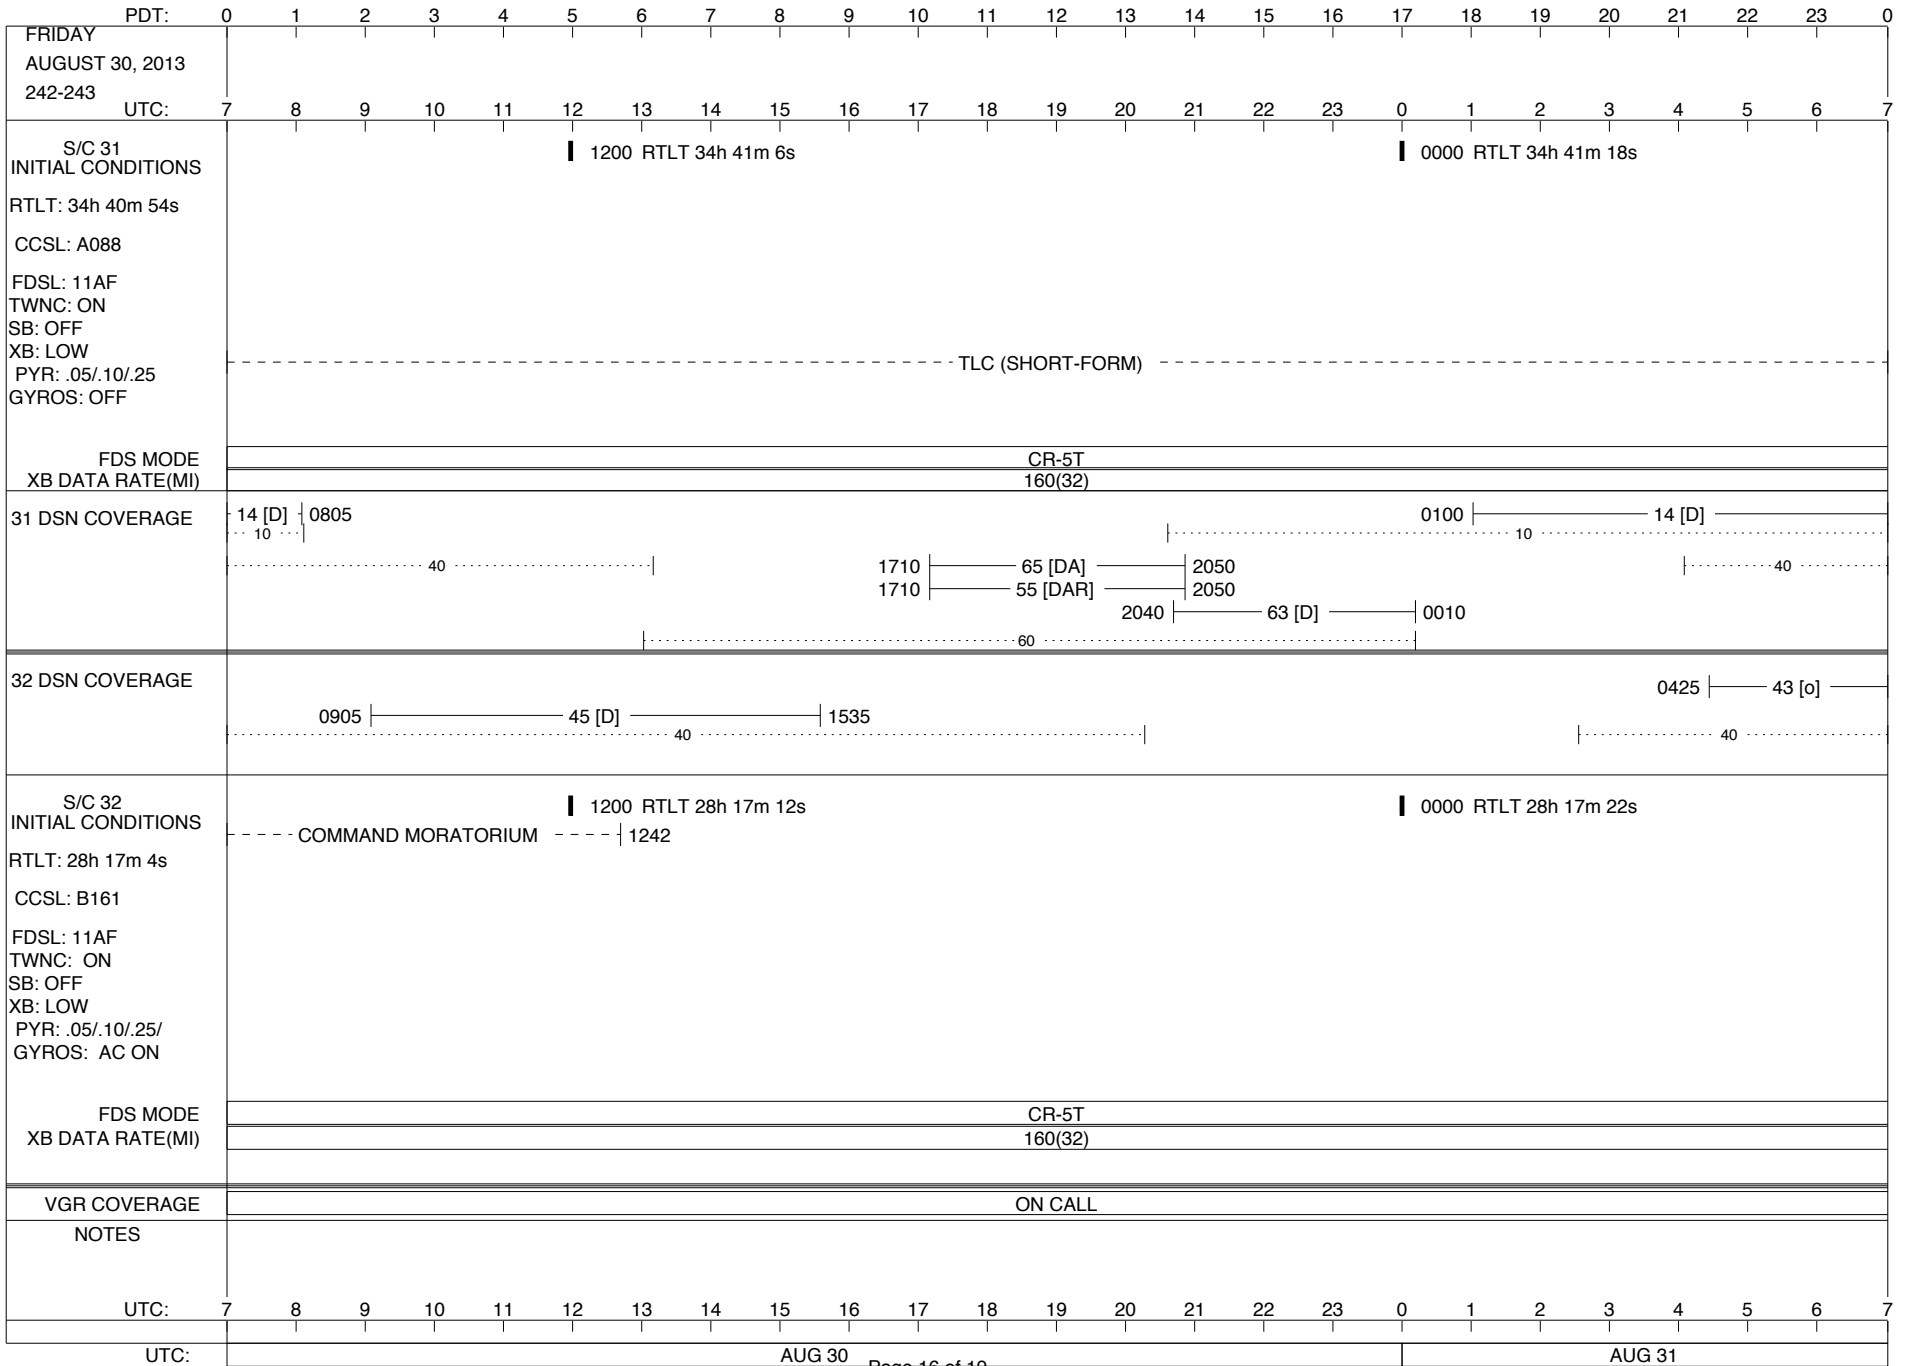 PDT: 0 1 2 3 4 5 6 7 8 9 10 11 12 13 14 15 16 17 18 19 20 21 22 23 0
FRIDAY
AUGUST 30, 2013
242-243
UTC: 7 8 9 10 11 12 13 14 15 16 17 18 19 20 21 22 23 0 1 2 3 4 5 6 7
S/C 31
INITIAL CONDITIONS
1200 RTLT 34h 41m 6s
0000 RTLT 34h 41m 18s
RTLT: 34h 40m 54s
CCSL: A088
FDSL: 11AF
TWNC: ON
SB: OFF
XB: LOW
TLC (SHORT-FORM)
PYR: .05/.10/.25
GYROS: OFF
FDS MODE CR-5T
XB DATA RATE(MI) 160(32)
31 DSN COVERAGE
14 [D] 0805 0100 14 [D]
10 10
40 1710 65 [DA] 2050 40
1710 55 [DAR] 2050
2040 63 [D] 0010
60
32 DSN COVERAGE
0425 43 [o]
0905 45 [D] 1535
40 40
S/C 32
INITIAL CONDITIONS
1200 RTLT 28h 17m 12s
0000 RTLT 28h 17m 22s
COMMAND MORATORIUM 1242
RTLT: 28h 17m 4s
CCSL: B161
FDSL: 11AF
TWNC: ON
SB: OFF
XB: LOW
PYR: .05/.10/.25/
GYROS: AC ON
FDS MODE CR-5T
XB DATA RATE(MI) 160(32)
VGR COVERAGE ON CALL
NOTES
UTC: 7 8 9 10 11 12 13 14 15 16 17 18 19 20 21 22 23 0 1 2 3 4 5 6 7
UTC: AUG 30 AUG 31
Page 16 of 19